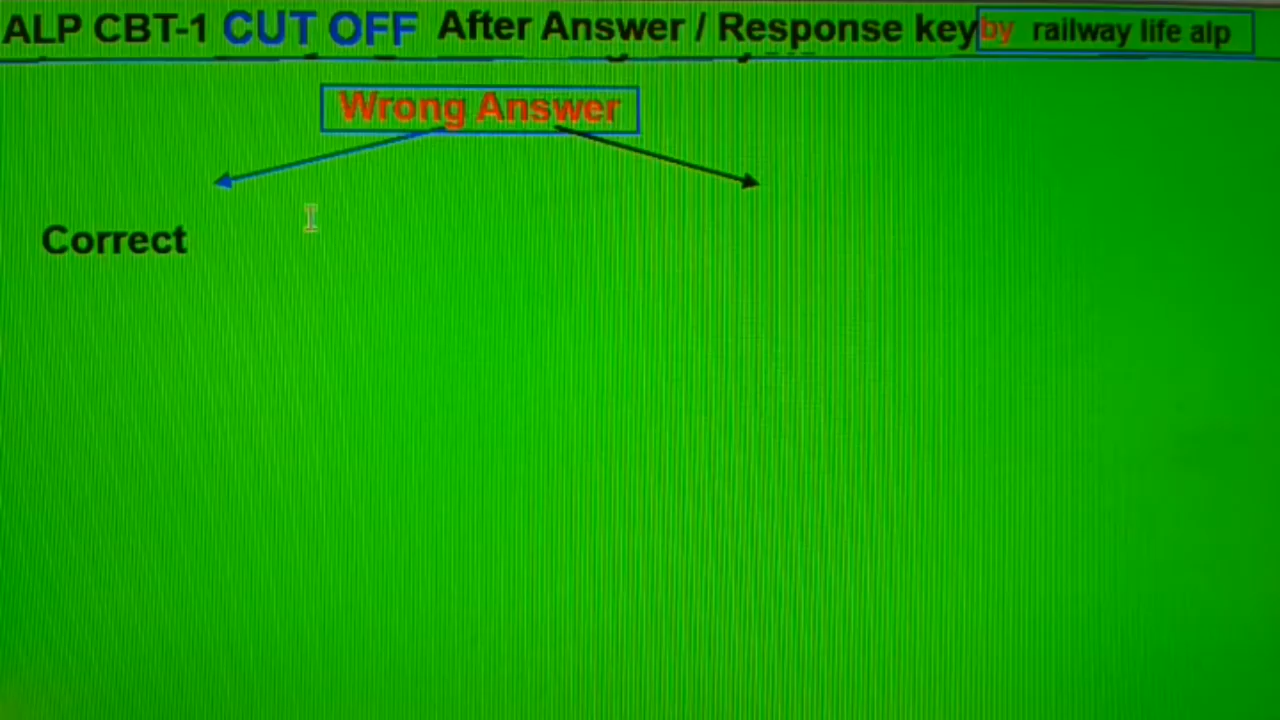 ALP CBT-1 CUT OFF After Answer / Response key by railway life alp
Wrong Answer
Correct